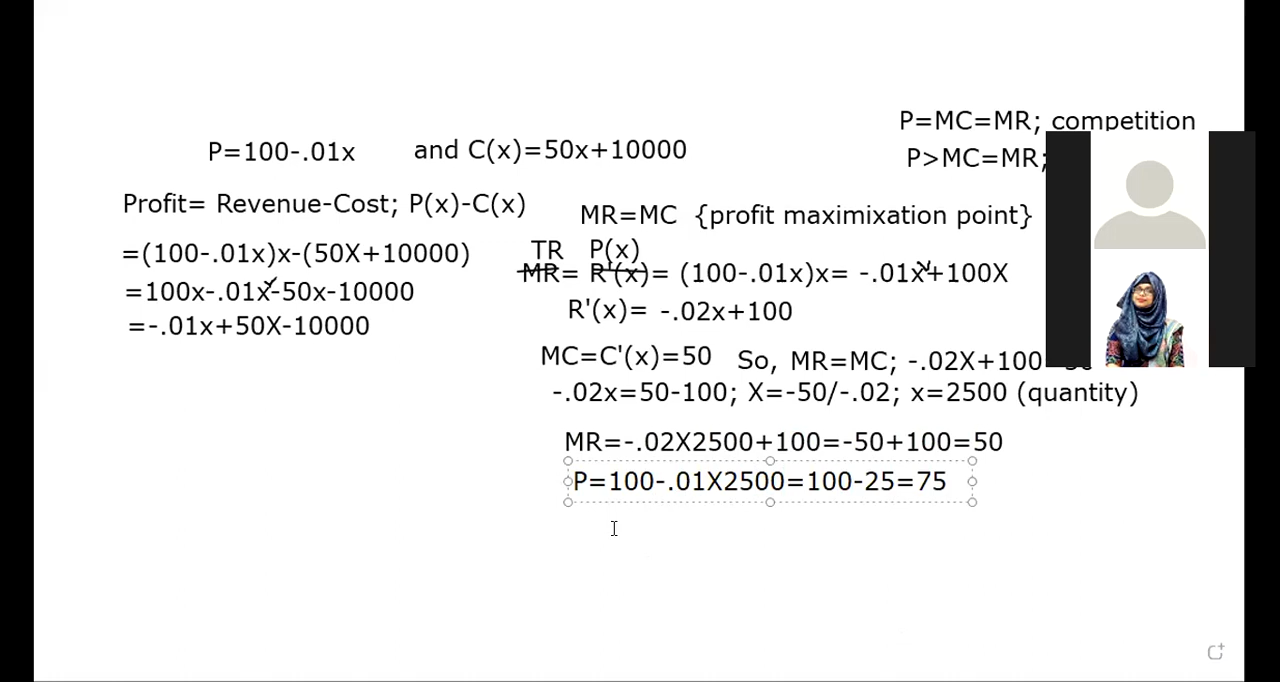 P=MC=MR; competition
P=100-.01x and C(x)=50x+10000
P>MC=MR;
Profit= Revenue-Cost; P(x)-C(x)
=(100-.01x)x-(50X+10000)
=100x-.01x-50x-10000
=-.01x+50X-10000
MR=MC {profit maximixation point}
TR P(x)
MR= R'(x)= (100-.01x)x= -.01x+100X
R'(x)= -.02x+100
MC=C'(x)=50 So, MR=MC; -.02X+100
-.02x=50-100; X=-50/-.02; x=2500 (quantity)
MR=-.02X2500+100=-50+100=50
P=100-.01X2500=100-25=75